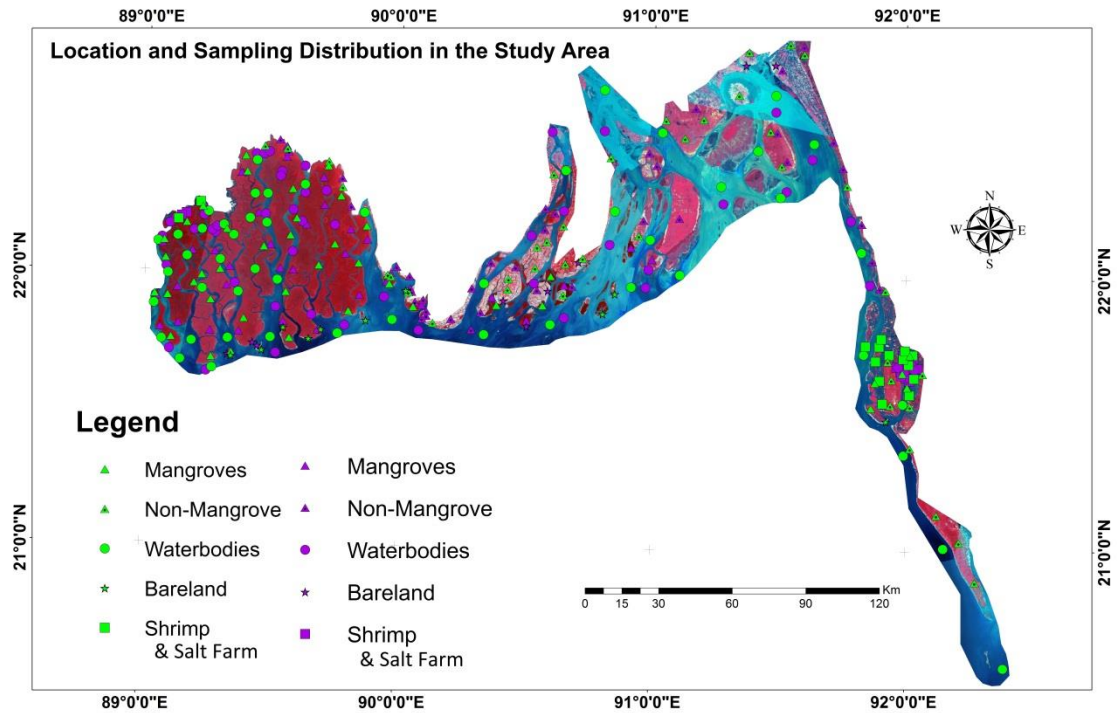 89°0'0"E 90°0'0"E 91°0'0"E 92°0'0"E
Location and Sampling Distribution in the Study Area
N
W E
S
22°0'0"N 22°0'0"N
Legend
Mangroves Mangroves
Non-Mangrove Non-Mangrove
Waterbodies Waterbodies
21°0'0"N 21°0'0"N
Bareland Bareland
Km
0 15 30 60 90 120
Shrimp Shrimp
& Salt Farm & Salt Farm
89°0'0"E 90°0'0"E 91°0'0"E 92°0'0"E